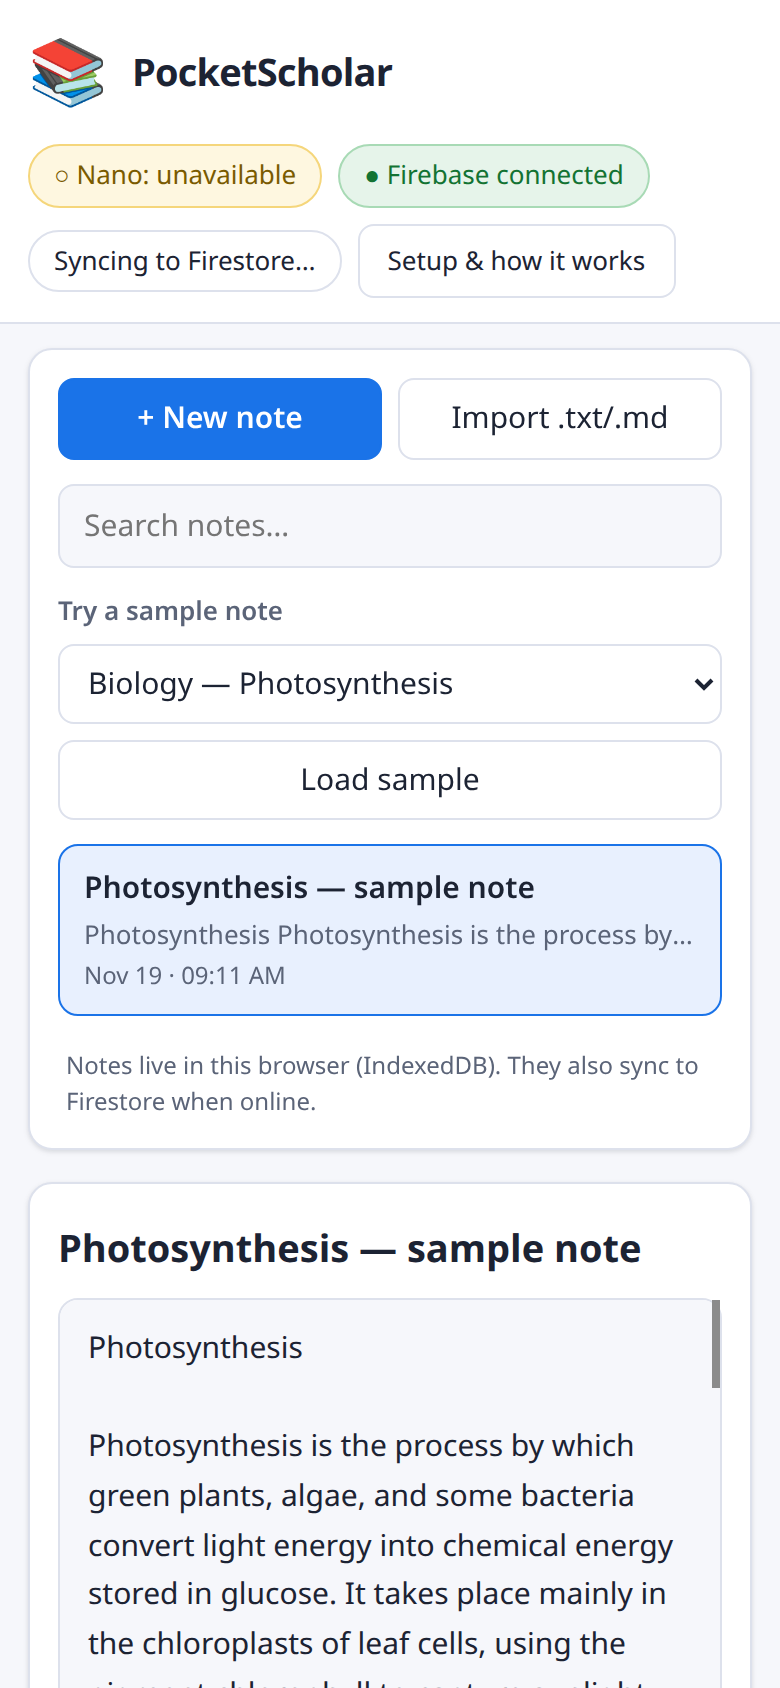 PocketScholar
○ Nano: unavailable
● Firebase connected
Syncing to Firestore…
Setup & how it works
+ New note
Import .txt/.md
Search notes…
Try a sample note
Biology — Photosynthesis
Load sample
Photosynthesis — sample note
Photosynthesis Photosynthesis is the process by…
Nov 19 · 09:11 AM
Notes live in this browser (IndexedDB). They also sync to
Firestore when online.
Photosynthesis — sample note
Photosynthesis
Photosynthesis is the process by which
green plants, algae, and some bacteria
convert light energy into chemical energy
stored in glucose. It takes place mainly in
the chloroplasts of leaf cells, using the